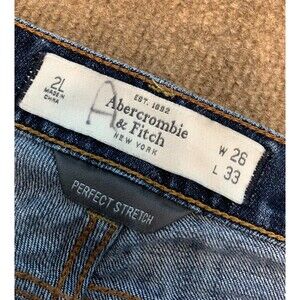 2L
MADE IN
CHINA
A
EST. 1892
Abercrombie
& Fitch
NEW YORK
W 26
L 33
PERFECT STRETCH